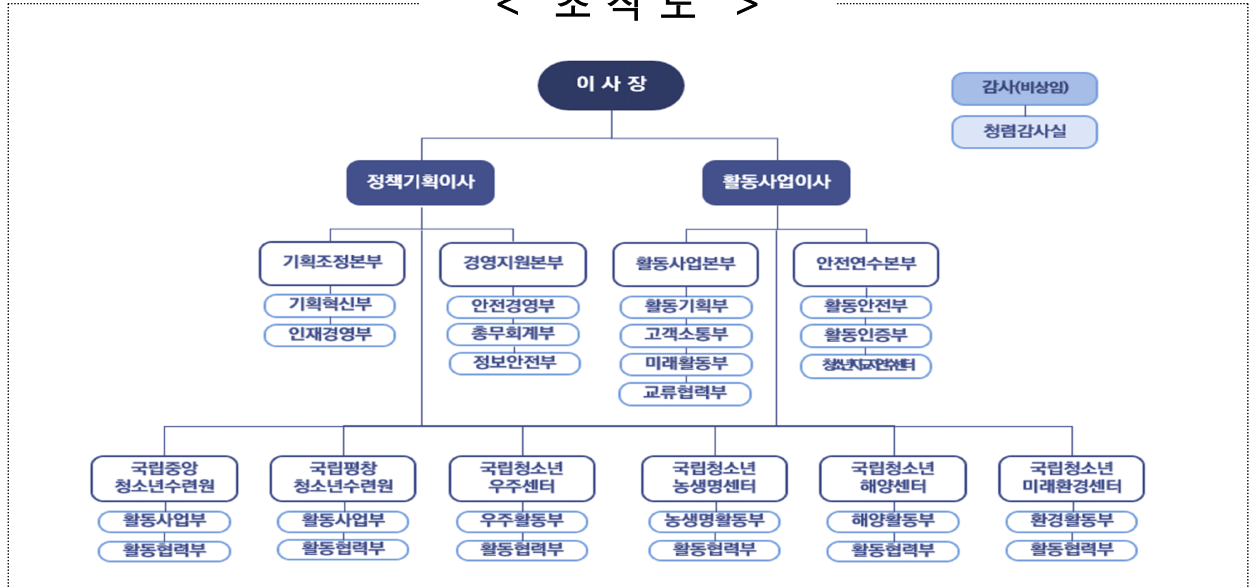 < 조 직 도 >
이 사 장
감사(비상임)
청렴감사실
정책기획이사
활동사업이사
기획조정본부
경영지원본부
활동사업본부
안전연수본부
기획혁신부
인재경영부
안전경영부
총무회계부
정보안전부
활동기획부
고객소통부
미래활동부
교류협력부
활동안전부
활동인증부
국립중앙
청소년수련원
국립평창
청소년수련원
국립청소년
우주센터
국립청소년
농생명센터
국립청소년
해양센터
국립청소년
미래환경센터
활동사업부
활동협력부
활동사업부
활동협력부
우주활동부
활동협력부
농생명활동부
활동협력부
해양활동부
활동협력부
환경활동부
활동협력부